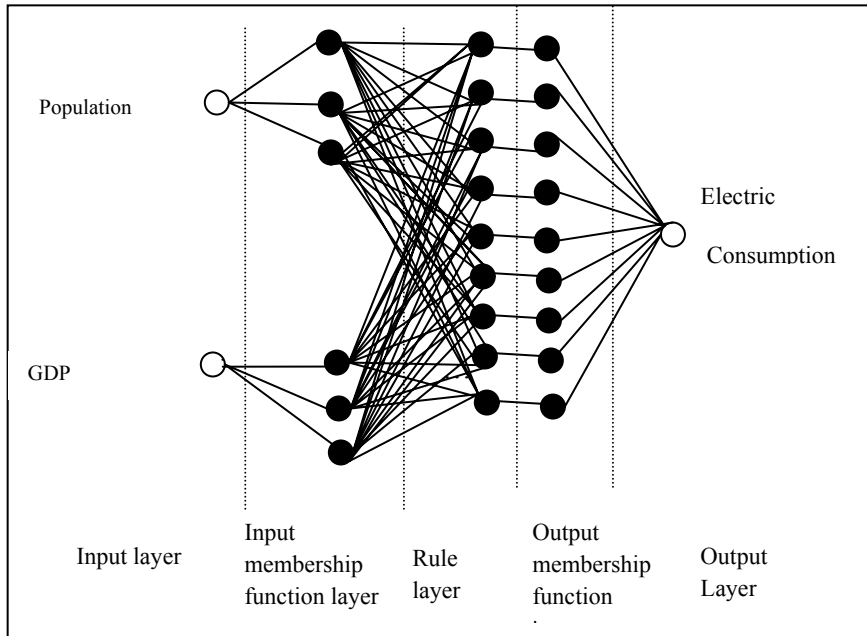 Population
Electric
Consumption
GDP
Input layer
Input
membership
function layer
Rule
layer
Output
membership
function
.
Output
Layer